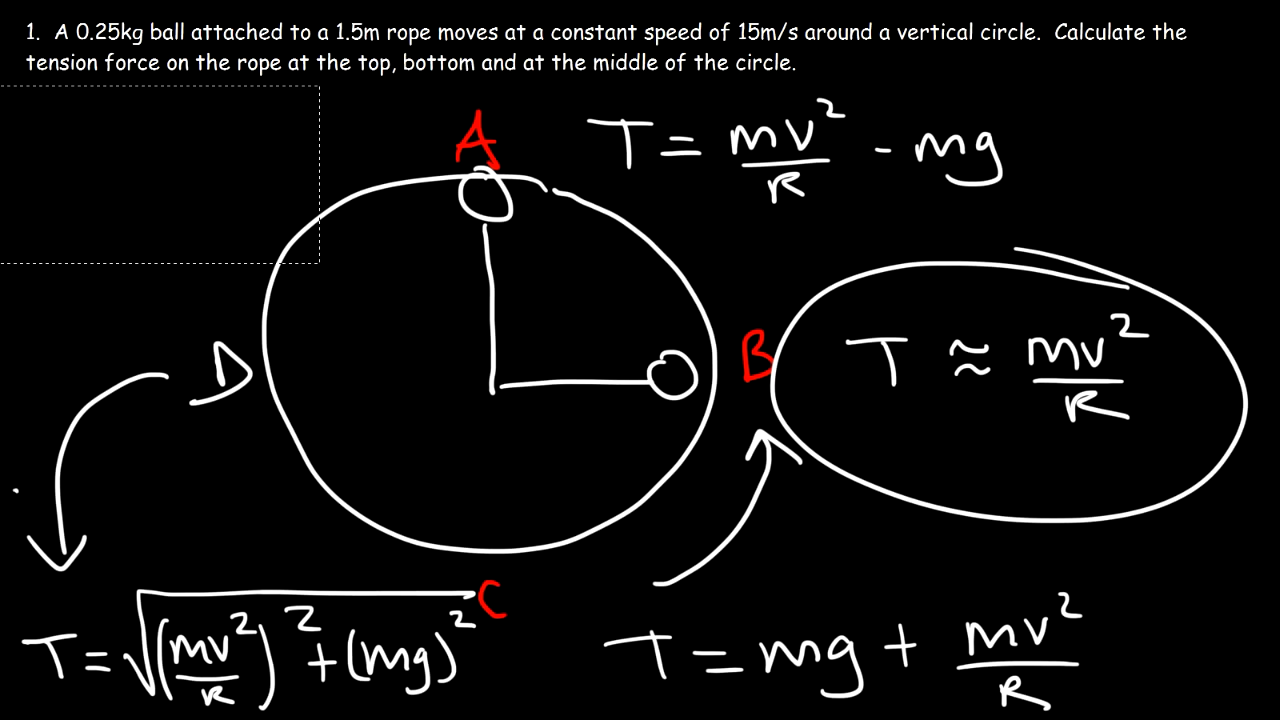 1. A 0.25kg ball attached to a 1.5m rope moves at a constant speed of 15m/s around a vertical circle. Calculate the
tension force on the rope at the top, bottom and at the middle of the circle.
A
T = mv²/R - mg
D
B
T ≈ mv²/R
C
T = √((mv²/R)² + (mg)²)
T = mg + mv²/R